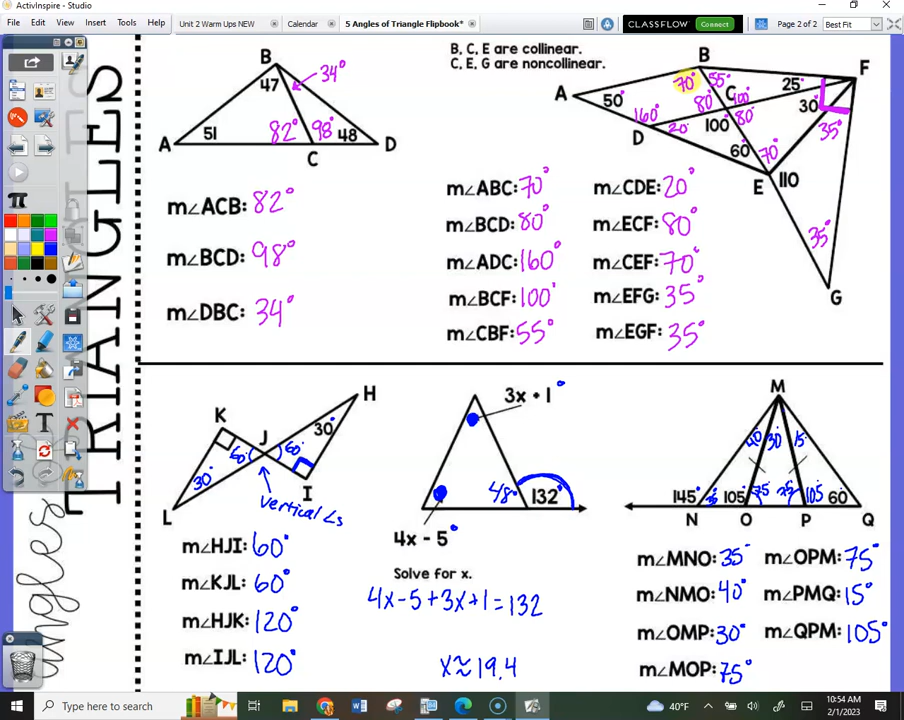 ActivInspire - Studio
File Edit View Insert Tools Help
Unit 2 Warm Ups NEW
Calendar
5 Angles of Triangle Flipbook*
CLASSFLOW Connect
Page 2 of 2
Best Fit
TRIANGLES
angles
B
47
34°
51
82°
98°
48
A
C
D
m∠ACB: 82°
m∠BCD: 98°
m∠DBC: 34°
B, C, E are collinear.
C, E, G are noncollinear.
B
F
70°
55°
25°
A
50°
C
80°
100°
30°
160°
100°
80°
35°
D
20°
60°
70°
E
110
35°
G
m∠ABC: 70°
m∠CDE: 20°
m∠BCD: 80°
m∠ECF: 80°
m∠ADC: 160°
m∠CEF: 70°
m∠BCF: 100°
m∠EFG: 35°
m∠CBF: 55°
m∠EGF: 35°
H
K
J
30°
60°
60°
30°
I
L
vertical ∠s
m∠HJI: 60°
m∠KJL: 60°
m∠HJK: 120°
m∠IJL: 120°
3x + 1°
48°
132°
4x - 5°
Solve for x.
4x - 5 + 3x + 1 = 132
x ≈ 19.4
M
40°
30°
15°
145°
35°
105
75°
75°
105
60°
N
O
P
Q
m∠MNO: 35°
m∠OPM: 75°
m∠NMO: 40°
m∠PMQ: 15°
m∠OMP: 30°
m∠QPM: 105°
m∠MOP: 75°
Type here to search
40°F
10:54 AM
2/1/2023